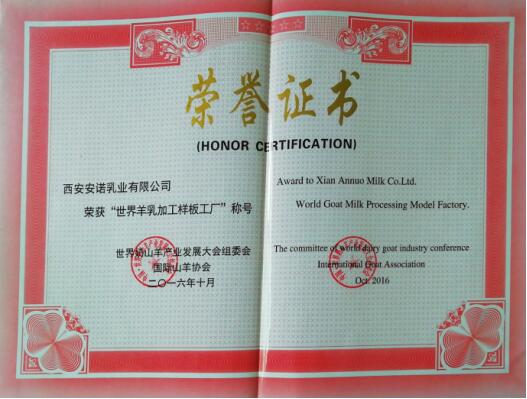 荣誉证书
(HONOR CERTIFICATION)
西安安诺乳业有限公司
荣获“世界羊乳加工样板工厂”称号
世界奶山羊产业发展大会组委会
国际山羊协会
二〇一六年十月
Award to Xian Annuo Milk Co.Ltd.
World Goat Milk Processing Model Factory.
The committee of world dairy goat industry conference
International Goat Association
Oct. 2016